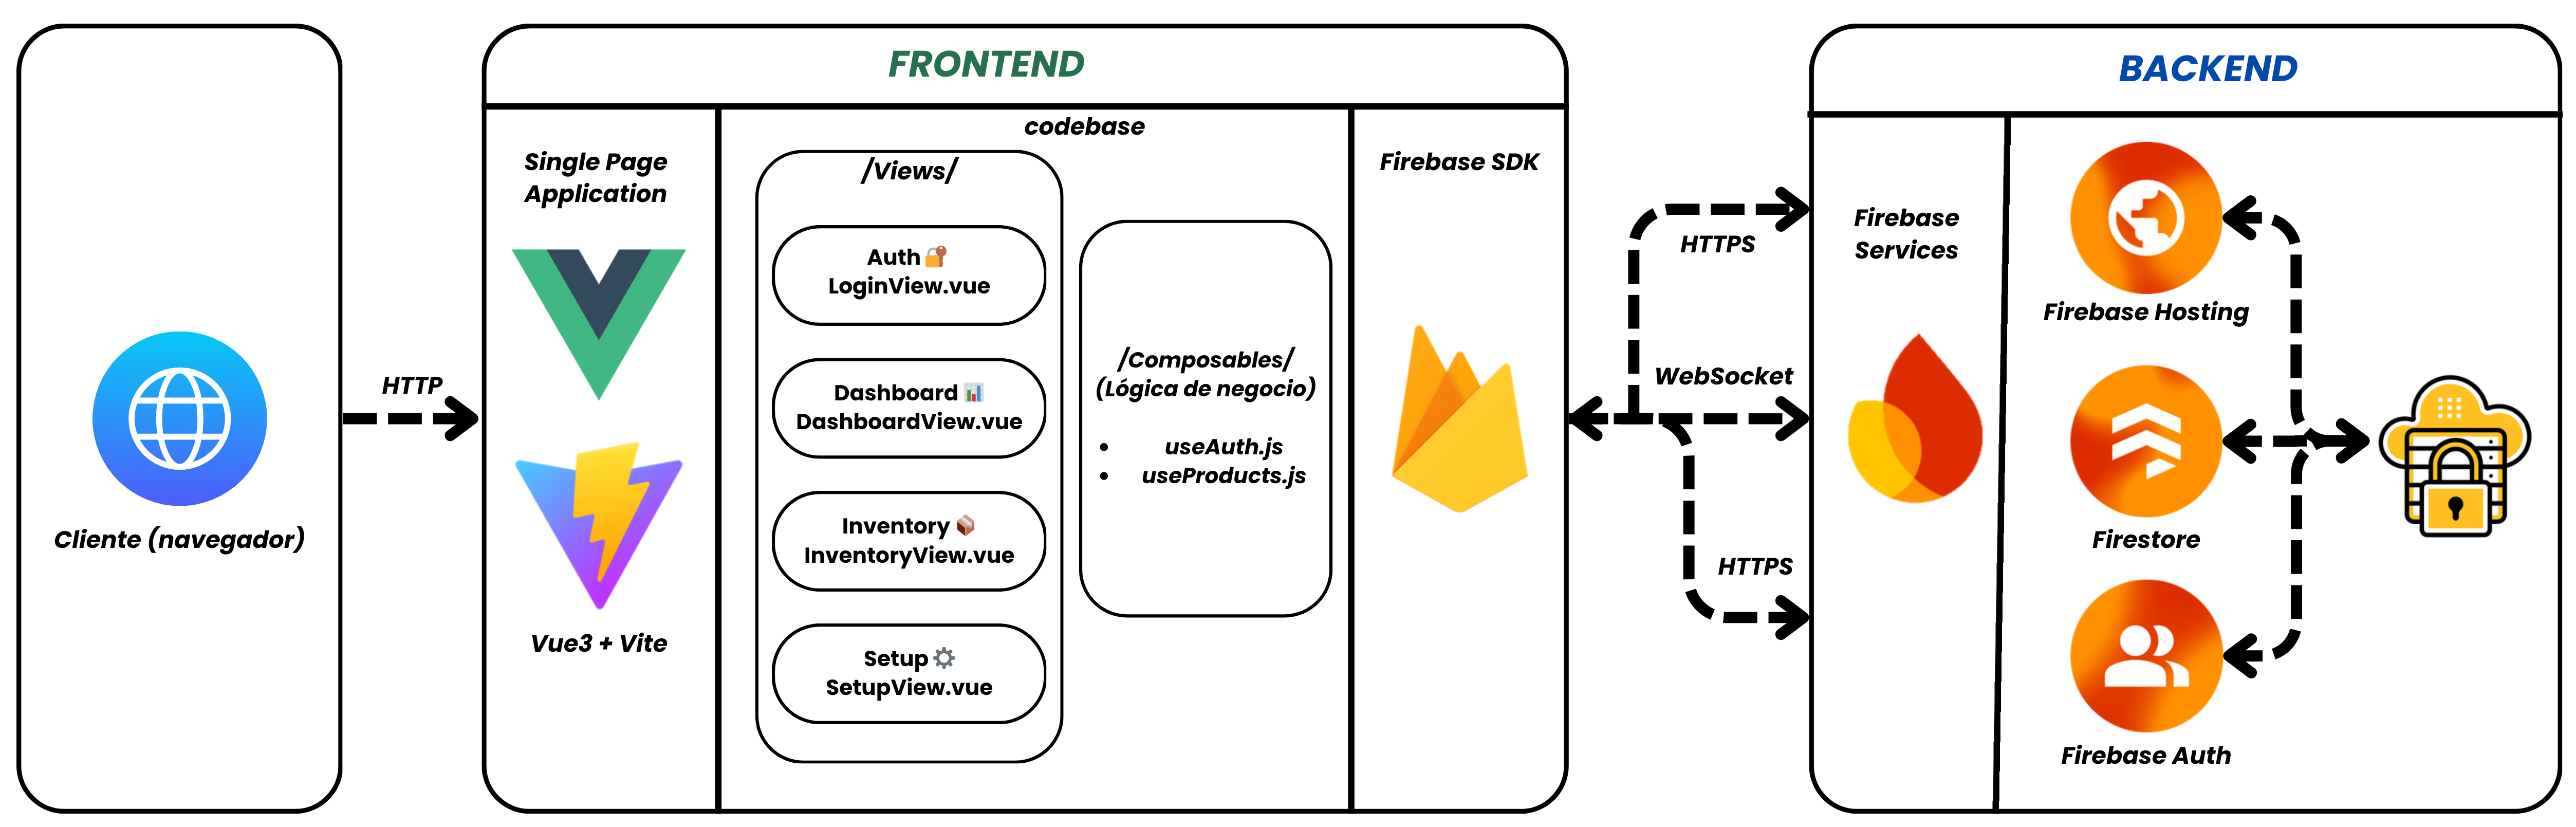 Cliente (navegador)
HTTP
FRONTEND
Single Page
Application
Vue3 + Vite
codebase
/Views/
Auth🔐
LoginView.vue
Dashboard 📊
DashboardView.vue
Inventory 📦
InventoryView.vue
Setup⚙️
SetupView.vue
/Composables/
(Lógica de negocio)
• useAuth.js
• useProducts.js
Firebase SDK
HTTPS
WebSocket
HTTPS
BACKEND
Firebase
Services
Firebase Hosting
Firestore
Firebase Auth